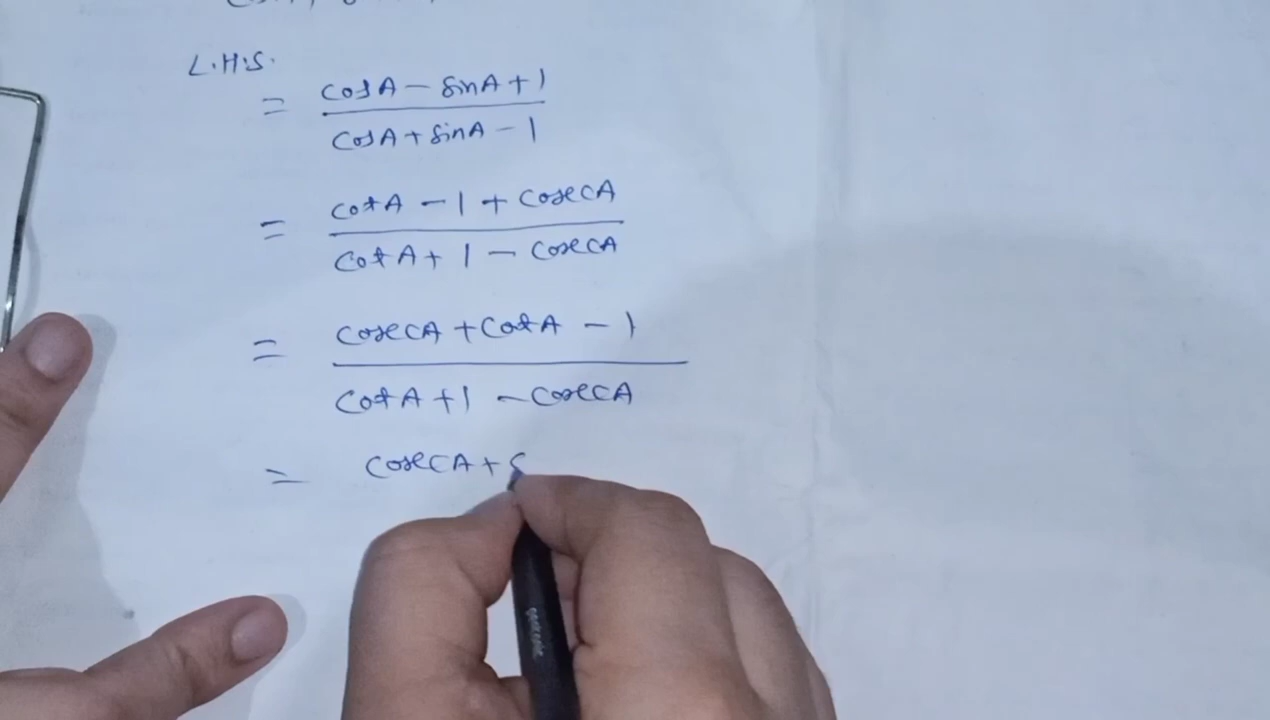 L.H.S.
= cosA - sinA + 1
cosA + sinA - 1
= cotA - 1 + cosecA
cotA + 1 - cosecA
= cosecA + cotA - 1
cotA + 1 - cosecA
= cosecA +